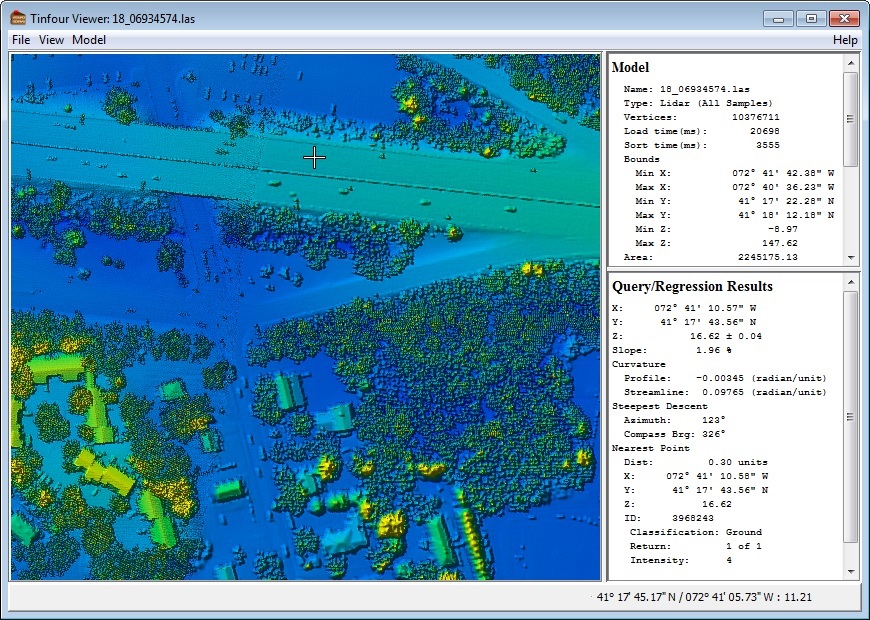 Tinfour Viewer: 18_06934574.las
File View Model Help
Model
Name: 18_06934574.las
Type: Lidar (All Samples)
Vertices: 10376711
Load time(ms): 20698
Sort time(ms): 3555
Bounds
Min X: 072° 41' 42.38" W
Max X: 072° 40' 36.23" W
Min Y: 41° 17' 22.28" N
Max Y: 41° 18' 12.18" N
Min Z: -8.97
Max Z: 147.62
Area: 2245175.13
Query/Regression Results
X: 072° 41' 10.57" W
Y: 41° 17' 43.56" N
Z: 16.62 ± 0.04
Slope: 1.96 %
Curvature
Profile: -0.00345 (radian/unit)
Streamline: 0.09765 (radian/unit)
Steepest Descent
Azimuth: 123°
Compass Brg: 326°
Nearest Point
Dist: 0.30 units
X: 072° 41' 10.58" W
Y: 41° 17' 43.56" N
Z: 16.62
ID: 3968243
Classification: Ground
Return: 1 of 1
Intensity: 4
41° 17' 45.17" N / 072° 41' 05.73" W : 11.21